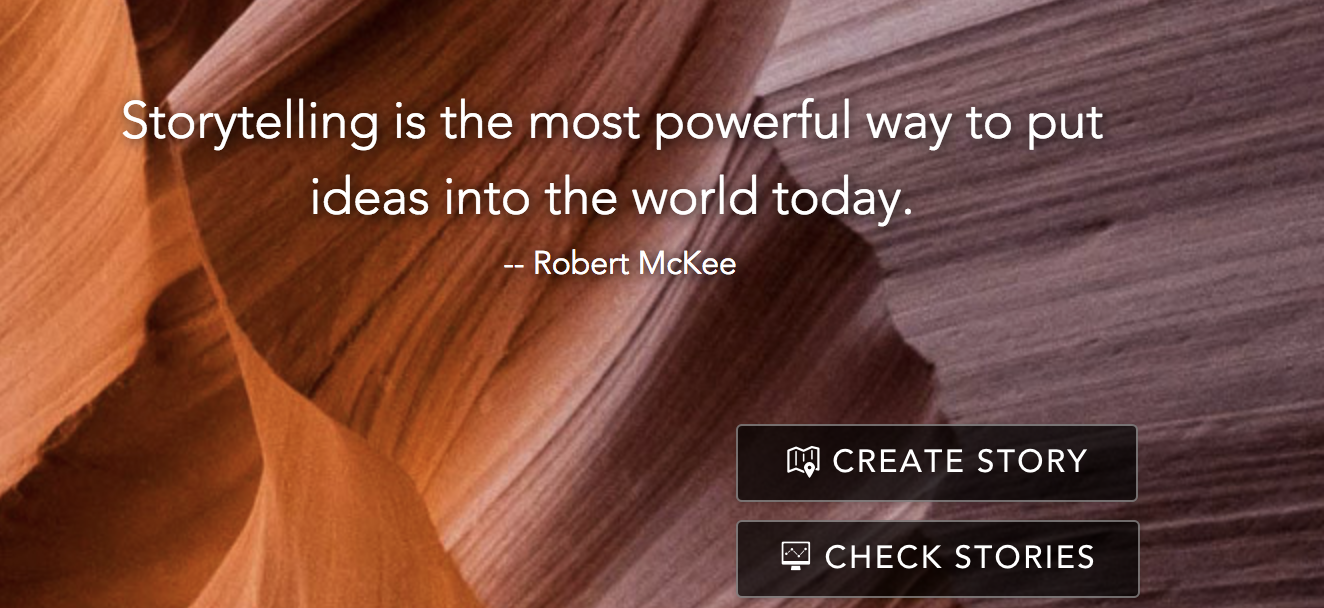 Storytelling is the most powerful way to put
ideas into the world today.
-- Robert McKee
CREATE STORY
CHECK STORIES